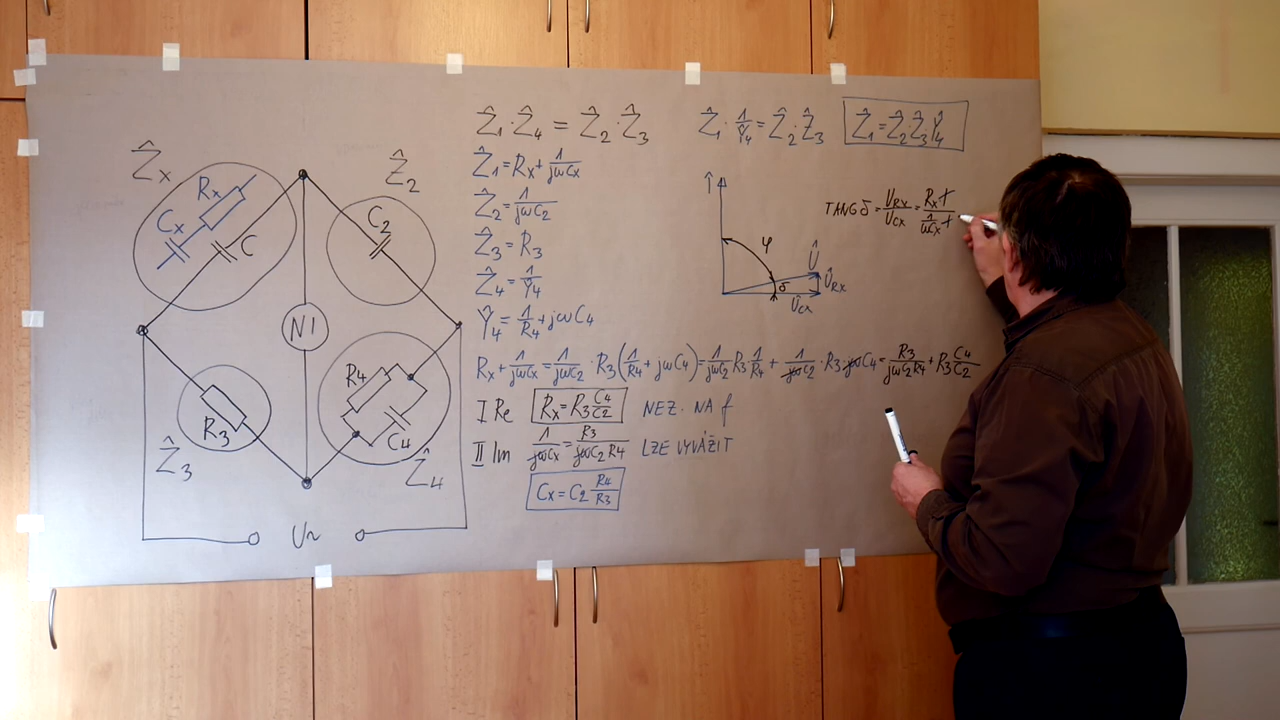 Ẑ1·Ẑ4 = Ẑ2·Ẑ3
Ẑ1 · 1/Ŷ4 = Ẑ2·Ẑ3
Ẑ1 = Ẑ2Ẑ3Ŷ4
Ẑ1 = Rx + 1/jωCx
Ẑ2 = 1/jωC2
Ẑ3 = R3
Ẑ4 = 1/Ŷ4
Ŷ4 = 1/R4 + jωC4
Rx + 1/jωCx = 1/jωC2 · R3(1/R4 + jωC4) = 1/jωC2 R3 · 1/R4 + 1/jωC2 · R3 · jωC4 = R3/jωC2R4 + R3 C4/C2
I Re Rx = R3 C4/C2 NEZ. NA f
II Im 1/jωCx = R3/jωC2R4 LZE VYVÁŽIT
Cx = C2 R4/R3
Ẑx
Rx
Cx
C
Ẑ2
C2
NI
R3
Ẑ3
R4
C4
Ẑ4
U~
Î
φ
δ
Û
ÛRx
ÛCx
TANG δ = URx/UCx = Rx I/1/ωCx I